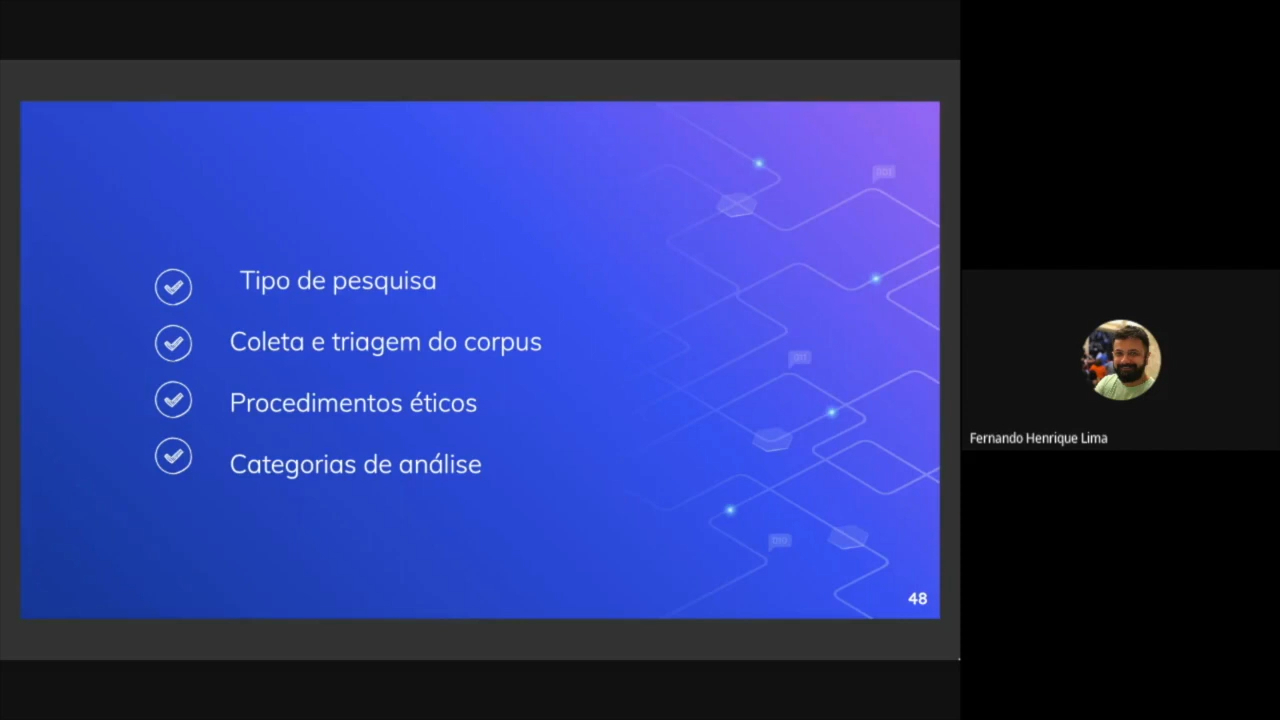 Tipo de pesquisa
Coleta e triagem do corpus
Procedimentos éticos
Categorias de análise
48
Fernando Henrique Lima